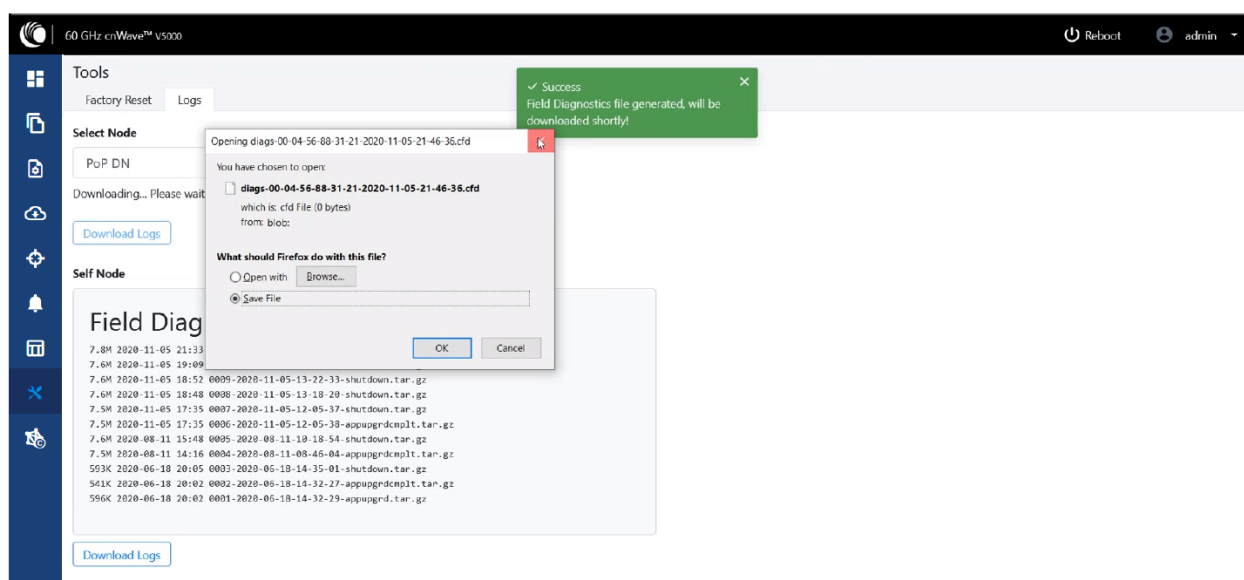 60 GHz cnWave™ V5000
Reboot
admin
Tools
Factory Reset
Logs
✓ Success
Field Diagnostics file generated, will be
downloaded shortly!
Select Node
PoP DN
Downloading... Please wait
Download Logs
Opening diags-00-04-56-88-31-21-2020-11-05-21-46-36.cfd
You have chosen to open:
diags-00-04-56-88-31-21-2020-11-05-21-46-36.cfd
which is: cfd File (0 bytes)
from: blob:
What should Firefox do with this file?
Open with
Browse...
Save File
OK
Cancel
Self Node
Field Diag
7.8M 2020-11-05 21:33
7.6M 2020-11-05 19:09
7.6M 2020-11-05 18:52 0009-2020-11-05-13-22-33-shutdown.tar.gz
7.6M 2020-11-05 18:48 0008-2020-11-05-13-18-20-shutdown.tar.gz
7.5M 2020-11-05 17:35 0007-2020-11-05-12-05-37-shutdown.tar.gz
7.5M 2020-11-05 17:35 0006-2020-11-05-12-05-38-appupgrdcmplt.tar.gz
7.6M 2020-08-11 15:48 0005-2020-08-11-10-18-54-shutdown.tar.gz
7.5M 2020-08-11 14:16 0004-2020-08-11-08-46-04-appupgrdcmplt.tar.gz
593K 2020-06-18 20:05 0003-2020-06-18-14-35-01-shutdown.tar.gz
541K 2020-06-18 20:02 0002-2020-06-18-14-32-27-appupgrdcmplt.tar.gz
596K 2020-06-18 20:02 0001-2020-06-18-14-32-29-appupgrd.tar.gz
Download Logs